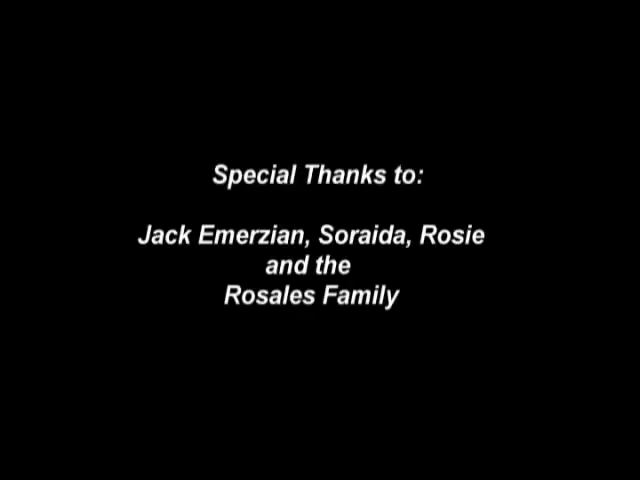 Special Thanks to:
Jack Emerzian, Soraida, Rosie
and the
Rosales Family